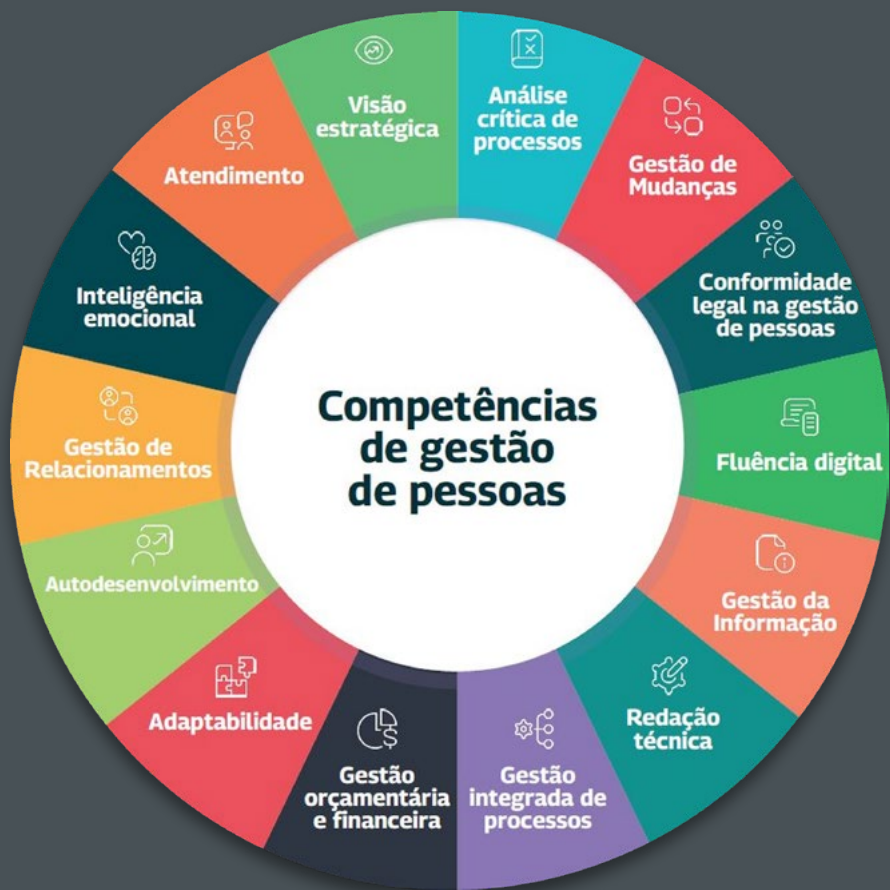 Competências
de gestão
de pessoas
Visão
estratégica
Análise
crítica de
processos
Gestão de
Mudanças
Conformidade
legal na gestão
de pessoas
Fluência digital
Gestão da
Informação
Redação
técnica
Gestão
integrada de
processos
Gestão
orçamentária
e financeira
Adaptabilidade
Autodesenvolvimento
Gestão de
Relacionamentos
Inteligência
emocional
Atendimento